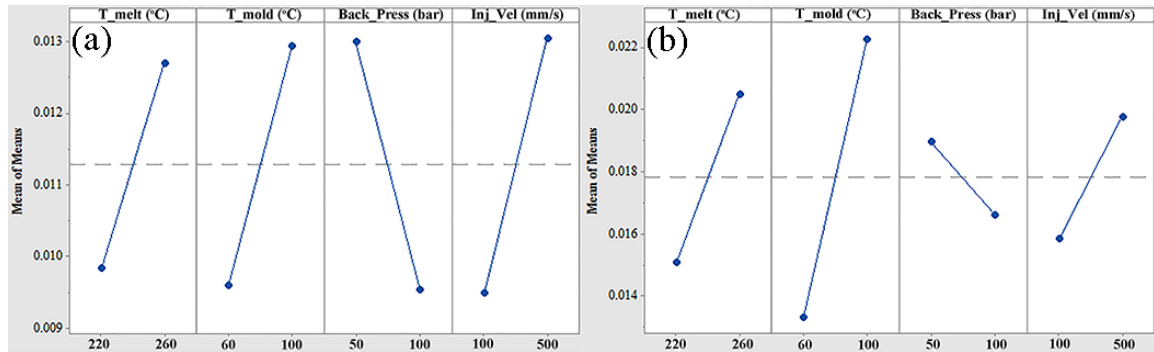 T_melt (°C) T_mold (°C) Back_Press (bar) Inj_Vel (mm/s)
(a)
Mean of Means
0.013
0.012
0.011
0.010
0.009
220 260 60 100 50 100 100 500
T_melt (°C) T_mold (°C) Back_Press (bar) Inj_Vel (mm/s)
(b)
Mean of Means
0.022
0.020
0.018
0.016
0.014
220 260 60 100 50 100 100 500